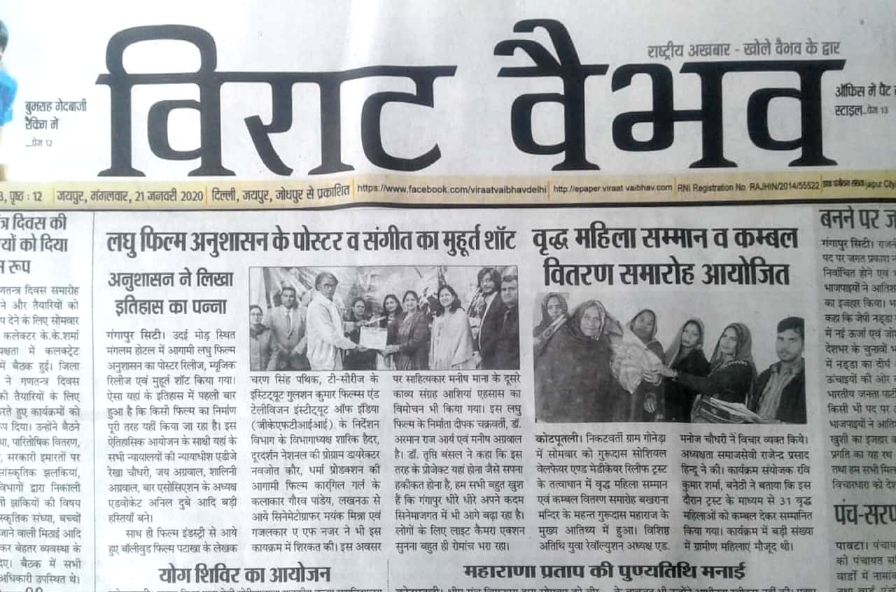 विराट वैभव
राष्ट्रीय अखबार - खोले वैभव के द्वार
बुमराह गेंदबाजी
रैंकिंग में
...पेज 12
ऑफिस में पैंट
स्टाइल...पेज 13
पृष्ठ : 12 जयपुर, मंगलवार, 21 जनवरी 2020 दिल्ली, जयपुर, जोधपुर से प्रकाशित https://www.facebook.com/viraatvaibhavdelhi http://epaper.viraat vaibhav.com RNI Registration No. RAJHIN/2014/55522
त्र दिवस की
यों को दिया
म रूप
गणतन्त्र दिवस समारोह
ने और तैयारियों को
प देने के लिए सोमवार
कलेक्टर के.के.शर्मा
पक्षता में कलक्ट्रेट
में बैठक हुई। जिला
ने गणतन्त्र दिवस
की तैयारियों के लिए
रते हुए कार्यक्रमों को
प दिया। उन्होंने बैठने
था, पारितोषिक वितरण,
, सरकारी इमारतों पर
सांस्कृतिक झलकियां,
विभागों द्वारा निकाली
ी झांकियों की विषय
स्कृतिक संध्या, बच्चों
जाने वाली मिठाई आदि
कर बेहतर व्यवस्था के
दिए। बैठक में सभी
अधिकारी उपस्थित थे।
लघु फिल्म अनुशासन के पोस्टर व संगीत का मुहूर्त शॉट
अनुशासन ने लिखा
इतिहास का पन्ना
गंगापुर सिटी। उदई मोड़ स्थित
मंगलम होटल में आगामी लघु फिल्म
अनुशासन का पोस्टर रिलीज, म्यूजिक
रिलीज एवं मुहूर्त शॉट किया गया।
ऐसा यहां के इतिहास में पहली बार
हुआ है कि किसी फिल्म का निर्माण
पूरी तरह यहीं किया जा रहा है। इस
ऐतिहासिक आयोजन के साक्षी यहां के
सभी न्यायालयों की न्यायाधीश एडीजे
रेखा चौधरी, जय अग्रवाल, शालिनी
अग्रवाल, बार एसोसिएशन के अध्यक्ष
एडवोकेट अनिल दुबे आदि बड़ी
हस्तियाँ बने।
साथ ही फिल्म इंडस्ट्री से आये
हुए बॉलीवुड फिल्म पटाखा के लेखक
चरण सिंह पथिक, टी-सीरीज के
इंस्टिट्यूट गुलशन कुमार फिल्म्स एंड
टेलीविजन इंस्टीट्यूट ऑफ इंडिया
(जीकेएफटीआईआई) के निर्देशन
विभाग के विभागाध्यक्ष शारिक हैदर,
दूरदर्शन नेशनल की प्रोग्राम डायरेक्टर
नवजोत कौर, धर्मा प्रोडक्शन की
आगामी फिल्म कारगिल गर्ल के
कलाकार गौरव पांडेय, लखनऊ से
आये सिनेमेटोग्राफर मयंक मिश्रा एवं
गजलकार ए एफ नजर ने भी इस
कार्यक्रम में शिरकत की। इस अवसर
पर साहित्यकार मनीष माना के दूसरे
काव्य संग्रह आशियां एहसास का
विमोचन भी किया गया। इस लघु
फिल्म के निर्माता दीपक चक्रवर्ती, डॉ.
अरमान राज आर्य एवं मनीष अग्रवाल
है। डॉ. तृप्ति बंसल ने कहा कि इस
तरह के प्रोजेक्ट यहां होना जैसे सपना
हकीकत होना है, हम सभी बहुत खुश
हैं कि गंगापुर धीरे धीरे अपने कदम
सिनेमाजगत में भी आगे बढ़ा रहा है।
लोगों के लिए लाइट कैमरा एक्शन
सुनना बहुत ही रोमांच भरा रहा।
वृद्ध महिला सम्मान व कम्बल
वितरण समारोह आयोजित
कोटपूतली। निकटवर्ती ग्राम गोनेड़ा
में सोमवार को गुरूदास सोशियल
वेलफेयर एण्ड मेडीकेयर रिलीफ ट्रस्ट
के तत्वाधान में वृद्ध महिला सम्मान
एवं कम्बल वितरण समारोह बखराना
मन्दिर के महन्त गुरूदास महाराज के
मुख्य आतिथ्य में हुआ। विशिष्ठ
अतिथि युवा रेवॉल्युशन अध्यक्ष एड.
मनोज चौधरी ने विचार व्यक्त किये।
अध्यक्षता समाजसेवी राजेन्द्र प्रसाद
हिन्दू ने की। कार्यक्रम संयोजक रवि
कुमार शर्मा, बनेठी ने बताया कि इस
दौरान ट्रस्ट के माध्यम से 31 वृद्ध
महिलाओं को कम्बल देकर सम्मानित
किया गया। कार्यक्रम में बड़ी संख्या
में ग्रामीण महिलाएं मौजूद थी।
बनने पर ज
गंगापुर सिटी।
पद पर जगत प्रकाश
निर्वाचित होने एवं
भाजपाइयों ने आतिश
का इजहार किया।
कहा कि जेपी नड्डा
में नई ऊर्जा एवं जो
देशभर के चुनावों
में नड्डा का दीर्घ
ऊंचाइयों की ओर
भारतीय जनता पार्टी
किसी भी पद पर
भाजपाइयों ने आतिश
खुशी का इजहार
प्रगति का यह रथ
तथा हम सभी मि
विचारधारा को देश
पंच-सरप
पावटा। पंचाय
को पंचायत स
वार्डों में नामांव
योग शिविर का आयोजन
महाराणा प्रताप की पुण्यतिथि मनाई